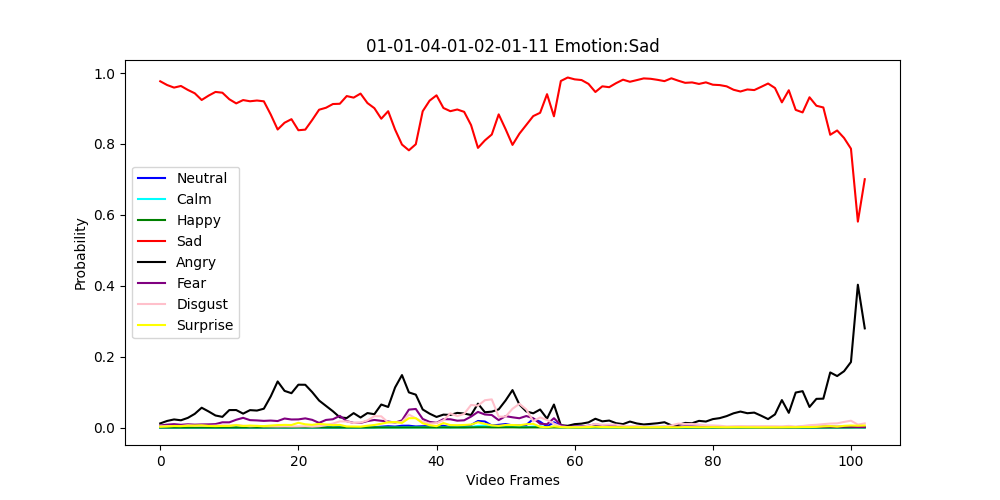 01-01-04-01-02-01-11 Emotion:Sad
1.0
0.8
0.6
0.4
0.2
0.0
Probability
Neutral
Calm
Happy
Sad
Angry
Fear
Disgust
Surprise
0 20 40 60 80 100
Video Frames